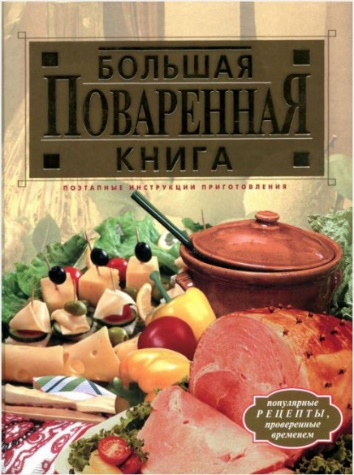 БОЛЬШАЯ
ПОВАРЕННАЯ
КНИГА
ПОЭТАПНЫЕ ИНСТРУКЦИИ ПРИГОТОВЛЕНИЯ
популярные
РЕЦЕПТЫ,
проверенные
временем